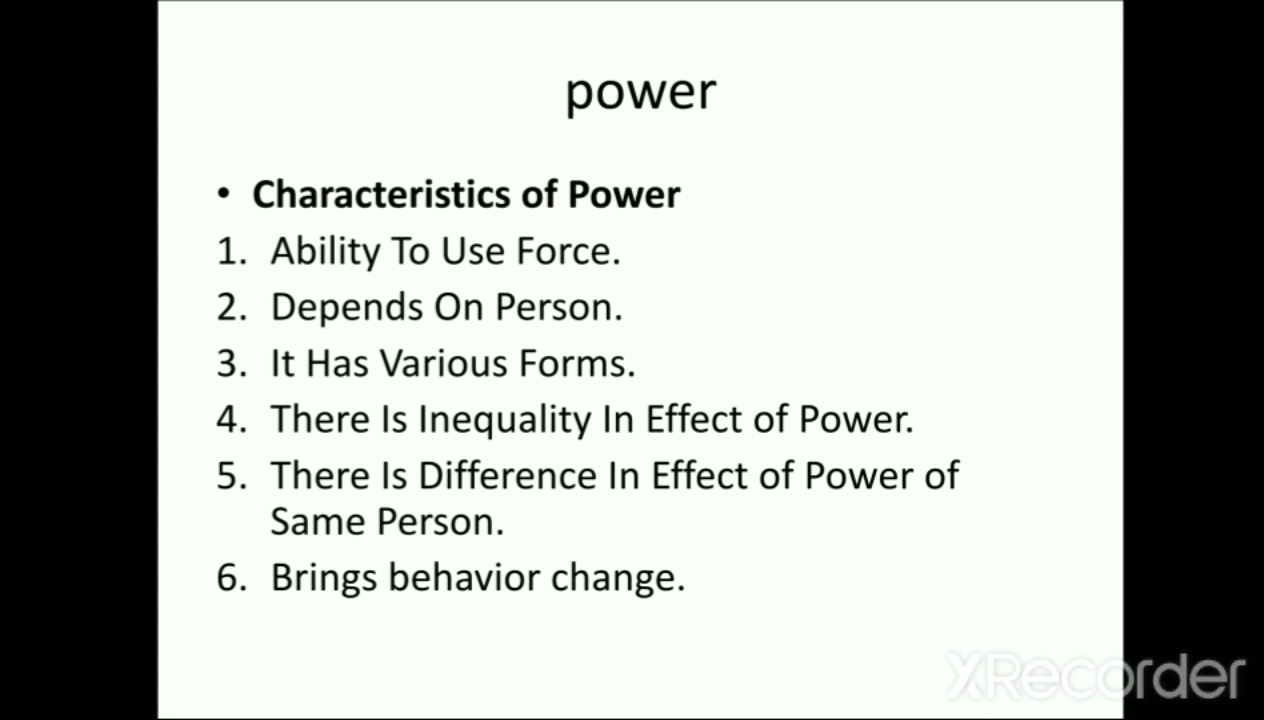 power
• Characteristics of Power
1. Ability To Use Force.
2. Depends On Person.
3. It Has Various Forms.
4. There Is Inequality In Effect of Power.
5. There Is Difference In Effect of Power of
Same Person.
6. Brings behavior change.
XRecorder